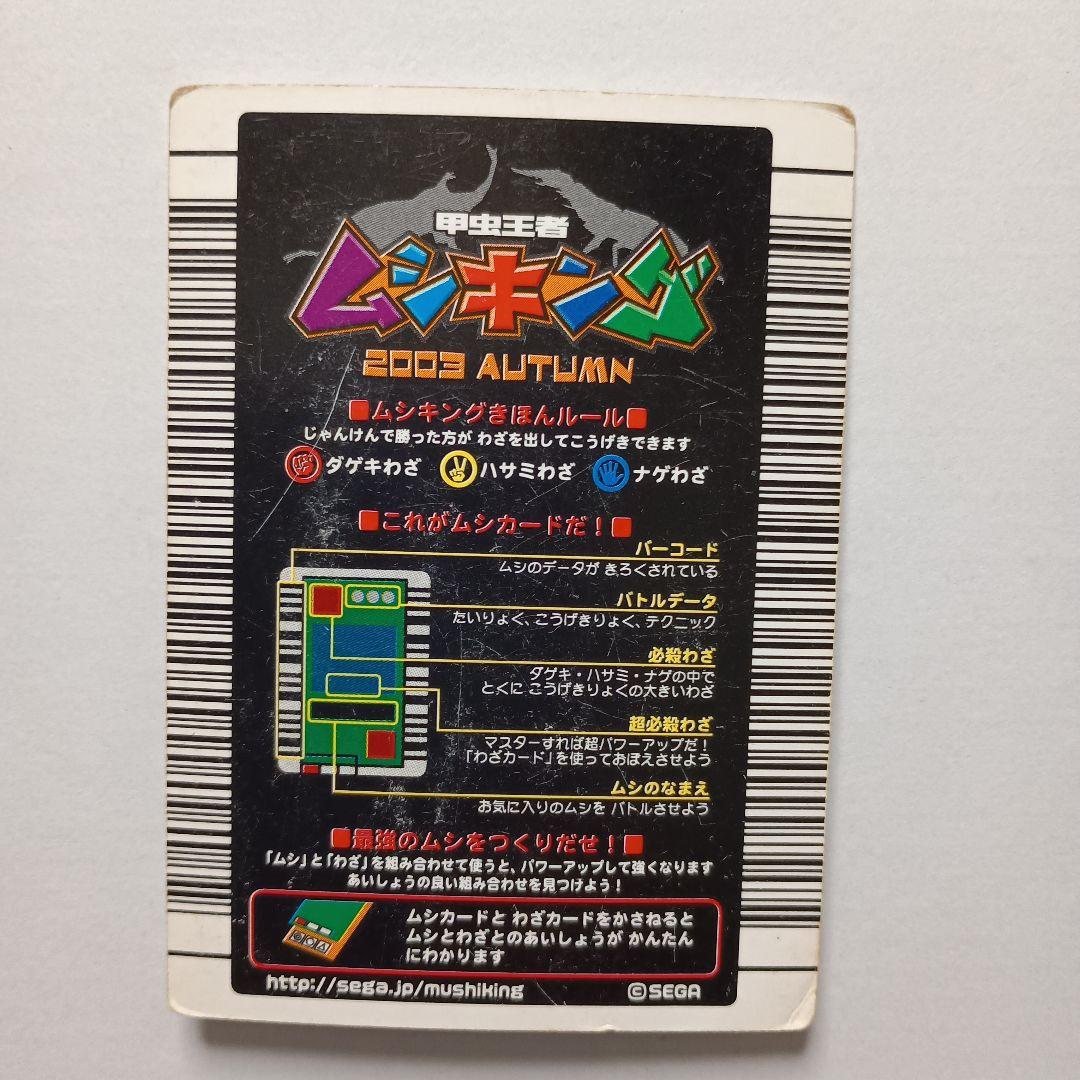 甲虫王者
ムシキング
2003 AUTUMN
■ムシキングきほんルール■
じゃんけんで勝った方が わざを出してこうげきできます
ダゲキわざ ハサミわざ ナゲわざ
■これがムシカードだ！■
バーコード
ムシのデータが きろくされている
バトルデータ
たいりょく、こうげきりょく、テクニック
必殺わざ
ダゲキ・ハサミ・ナゲの中で
とくに こうげきりょくの大きいわざ
超必殺わざ
マスターすれば超パワーアップだ！
「わざカード」を使っておぼえさせよう
ムシのなまえ
お気に入りのムシを バトルさせよう
■最強のムシをつくりだせ！■
「ムシ」と「わざ」を組み合わせて使うと、パワーアップして強くなります
あいしょうの良い組み合わせを見つけよう！
ムシカードと わざカードをかさねると
ムシとわざとのあいしょうが かんたん
にわかります
http://sega.jp/mushiking ©SEGA